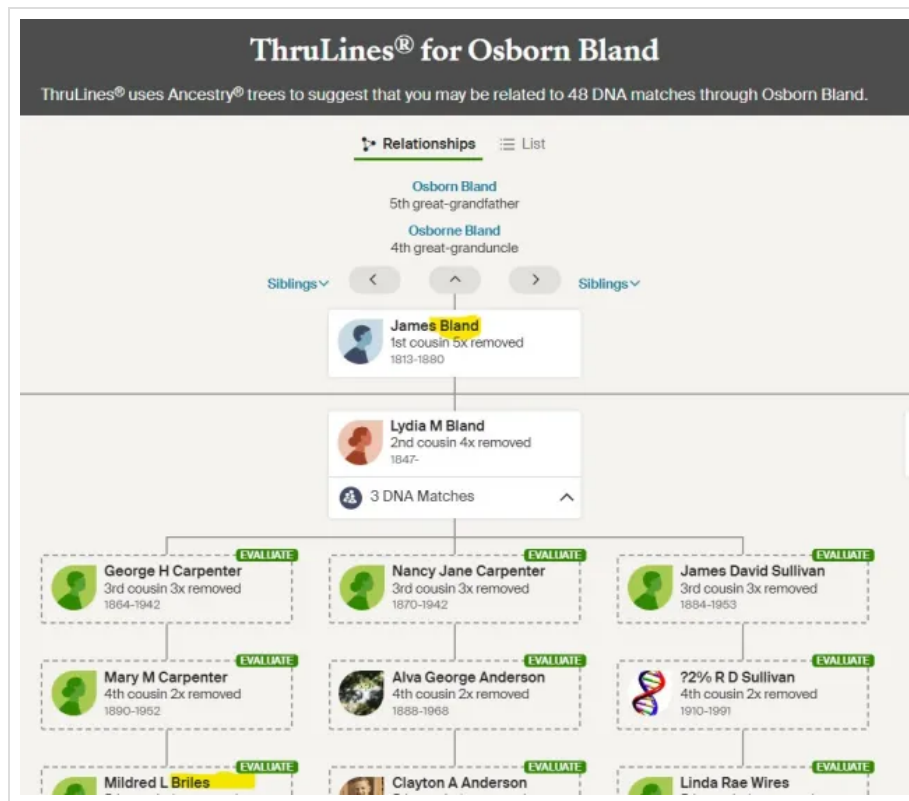 ThruLines® for Osborn Bland
ThruLines® uses Ancestry® trees to suggest that you may be related to 48 DNA matches through Osborn Bland.
Relationships List
Osborn Bland
5th great-grandfather
Osborne Bland
4th great-granduncle
Siblings Siblings
James Bland
1st cousin 5x removed
1813-1880
Lydia M Bland
2nd cousin 4x removed
1847-
3 DNA Matches
EVALUATE
George H Carpenter
3rd cousin 3x removed
1864-1942
EVALUATE
Nancy Jane Carpenter
3rd cousin 3x removed
1870-1942
EVALUATE
James David Sullivan
3rd cousin 3x removed
1884-1953
EVALUATE
Mary M Carpenter
4th cousin 2x removed
1890-1952
EVALUATE
Alva George Anderson
4th cousin 2x removed
1888-1968
EVALUATE
?2% R D Sullivan
4th cousin 2x removed
1910-1991
EVALUATE
Mildred L Briles
EVALUATE
Clayton A Anderson
EVALUATE
Linda Rae Wires